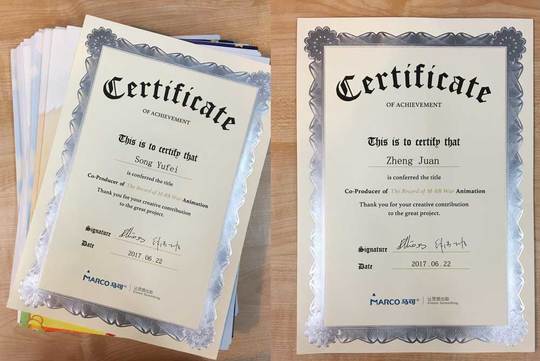 Certificate
OF ACHIEVEMENT
This is to certify that
Song Yufei
is conferred the title
Co-Producer of The Record of M-RB War Animation
Thank you for your creative contribution
to the great project.
Signature
Date
2017.06.22
MARCO 马可
Certificate
OF ACHIEVEMENT
This is to certify that
Zheng Juan
is conferred the title
Co-Producer of The Record of M-RB War Animation
Thank you for your creative contribution
to the great project.
Signature
Date
2017.06.22
MARCO 马可